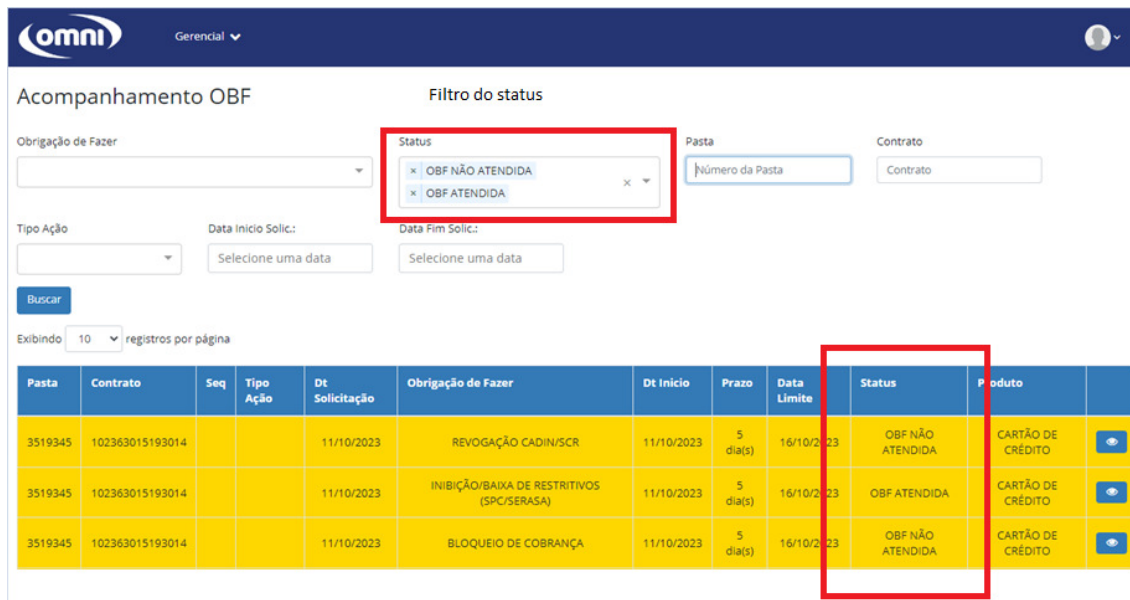 omni
Gerencial
Acompanhamento OBF
Filtro do status
Obrigação de Fazer
Status
Pasta
Contrato
× OBF NÃO ATENDIDA
× OBF ATENDIDA
×
Número da Pasta
Contrato
Tipo Ação
Data Inicio Solic.:
Data Fim Solic.:
Selecione uma data
Selecione uma data
Buscar
Exibindo 10 registros por página
Pasta Contrato Seq Tipo Ação Dt Solicitação Obrigação de Fazer Dt Inicio Prazo Data Limite Status Produto
3519345 102363015193014 11/10/2023 REVOGAÇÃO CADIN/SCR 11/10/2023 5 dia(s) 16/10/2023 OBF NÃO ATENDIDA CARTÃO DE CRÉDITO
3519345 102363015193014 11/10/2023 INIBIÇÃO/BAIXA DE RESTRITIVOS (SPC/SERASA) 11/10/2023 5 dia(s) 16/10/2023 OBF ATENDIDA CARTÃO DE CRÉDITO
3519345 102363015193014 11/10/2023 BLOQUEIO DE COBRANÇA 11/10/2023 5 dia(s) 16/10/2023 OBF NÃO ATENDIDA CARTÃO DE CRÉDITO